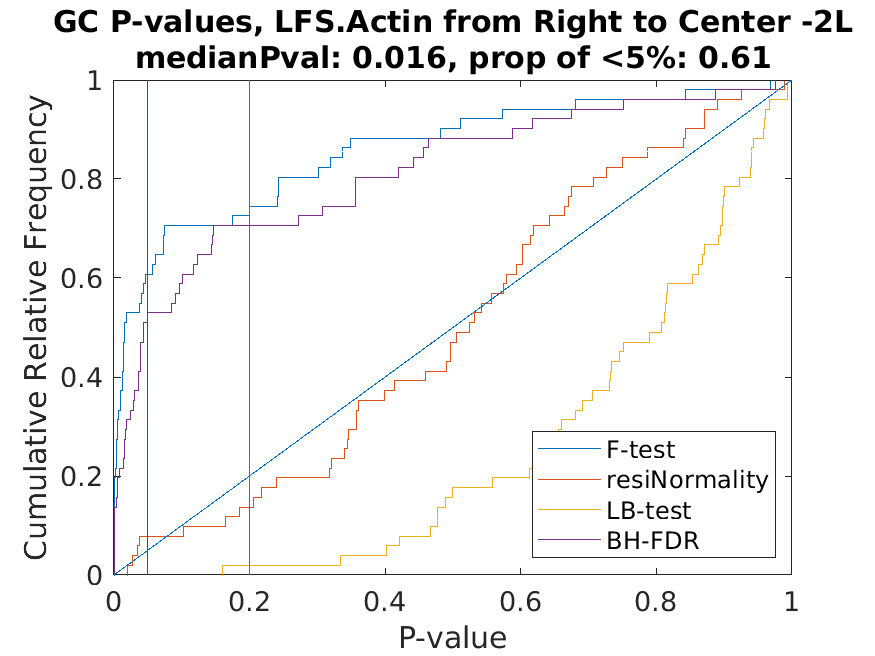 GC P-values, LFS.Actin from Right to Center -2L
medianPval: 0.016, prop of <5%: 0.61
Cumulative Relative Frequency
1
0.8
0.6
0.4
0.2
0
F-test
resiNormality
LB-test
BH-FDR
0 0.2 0.4 0.6 0.8 1
P-value